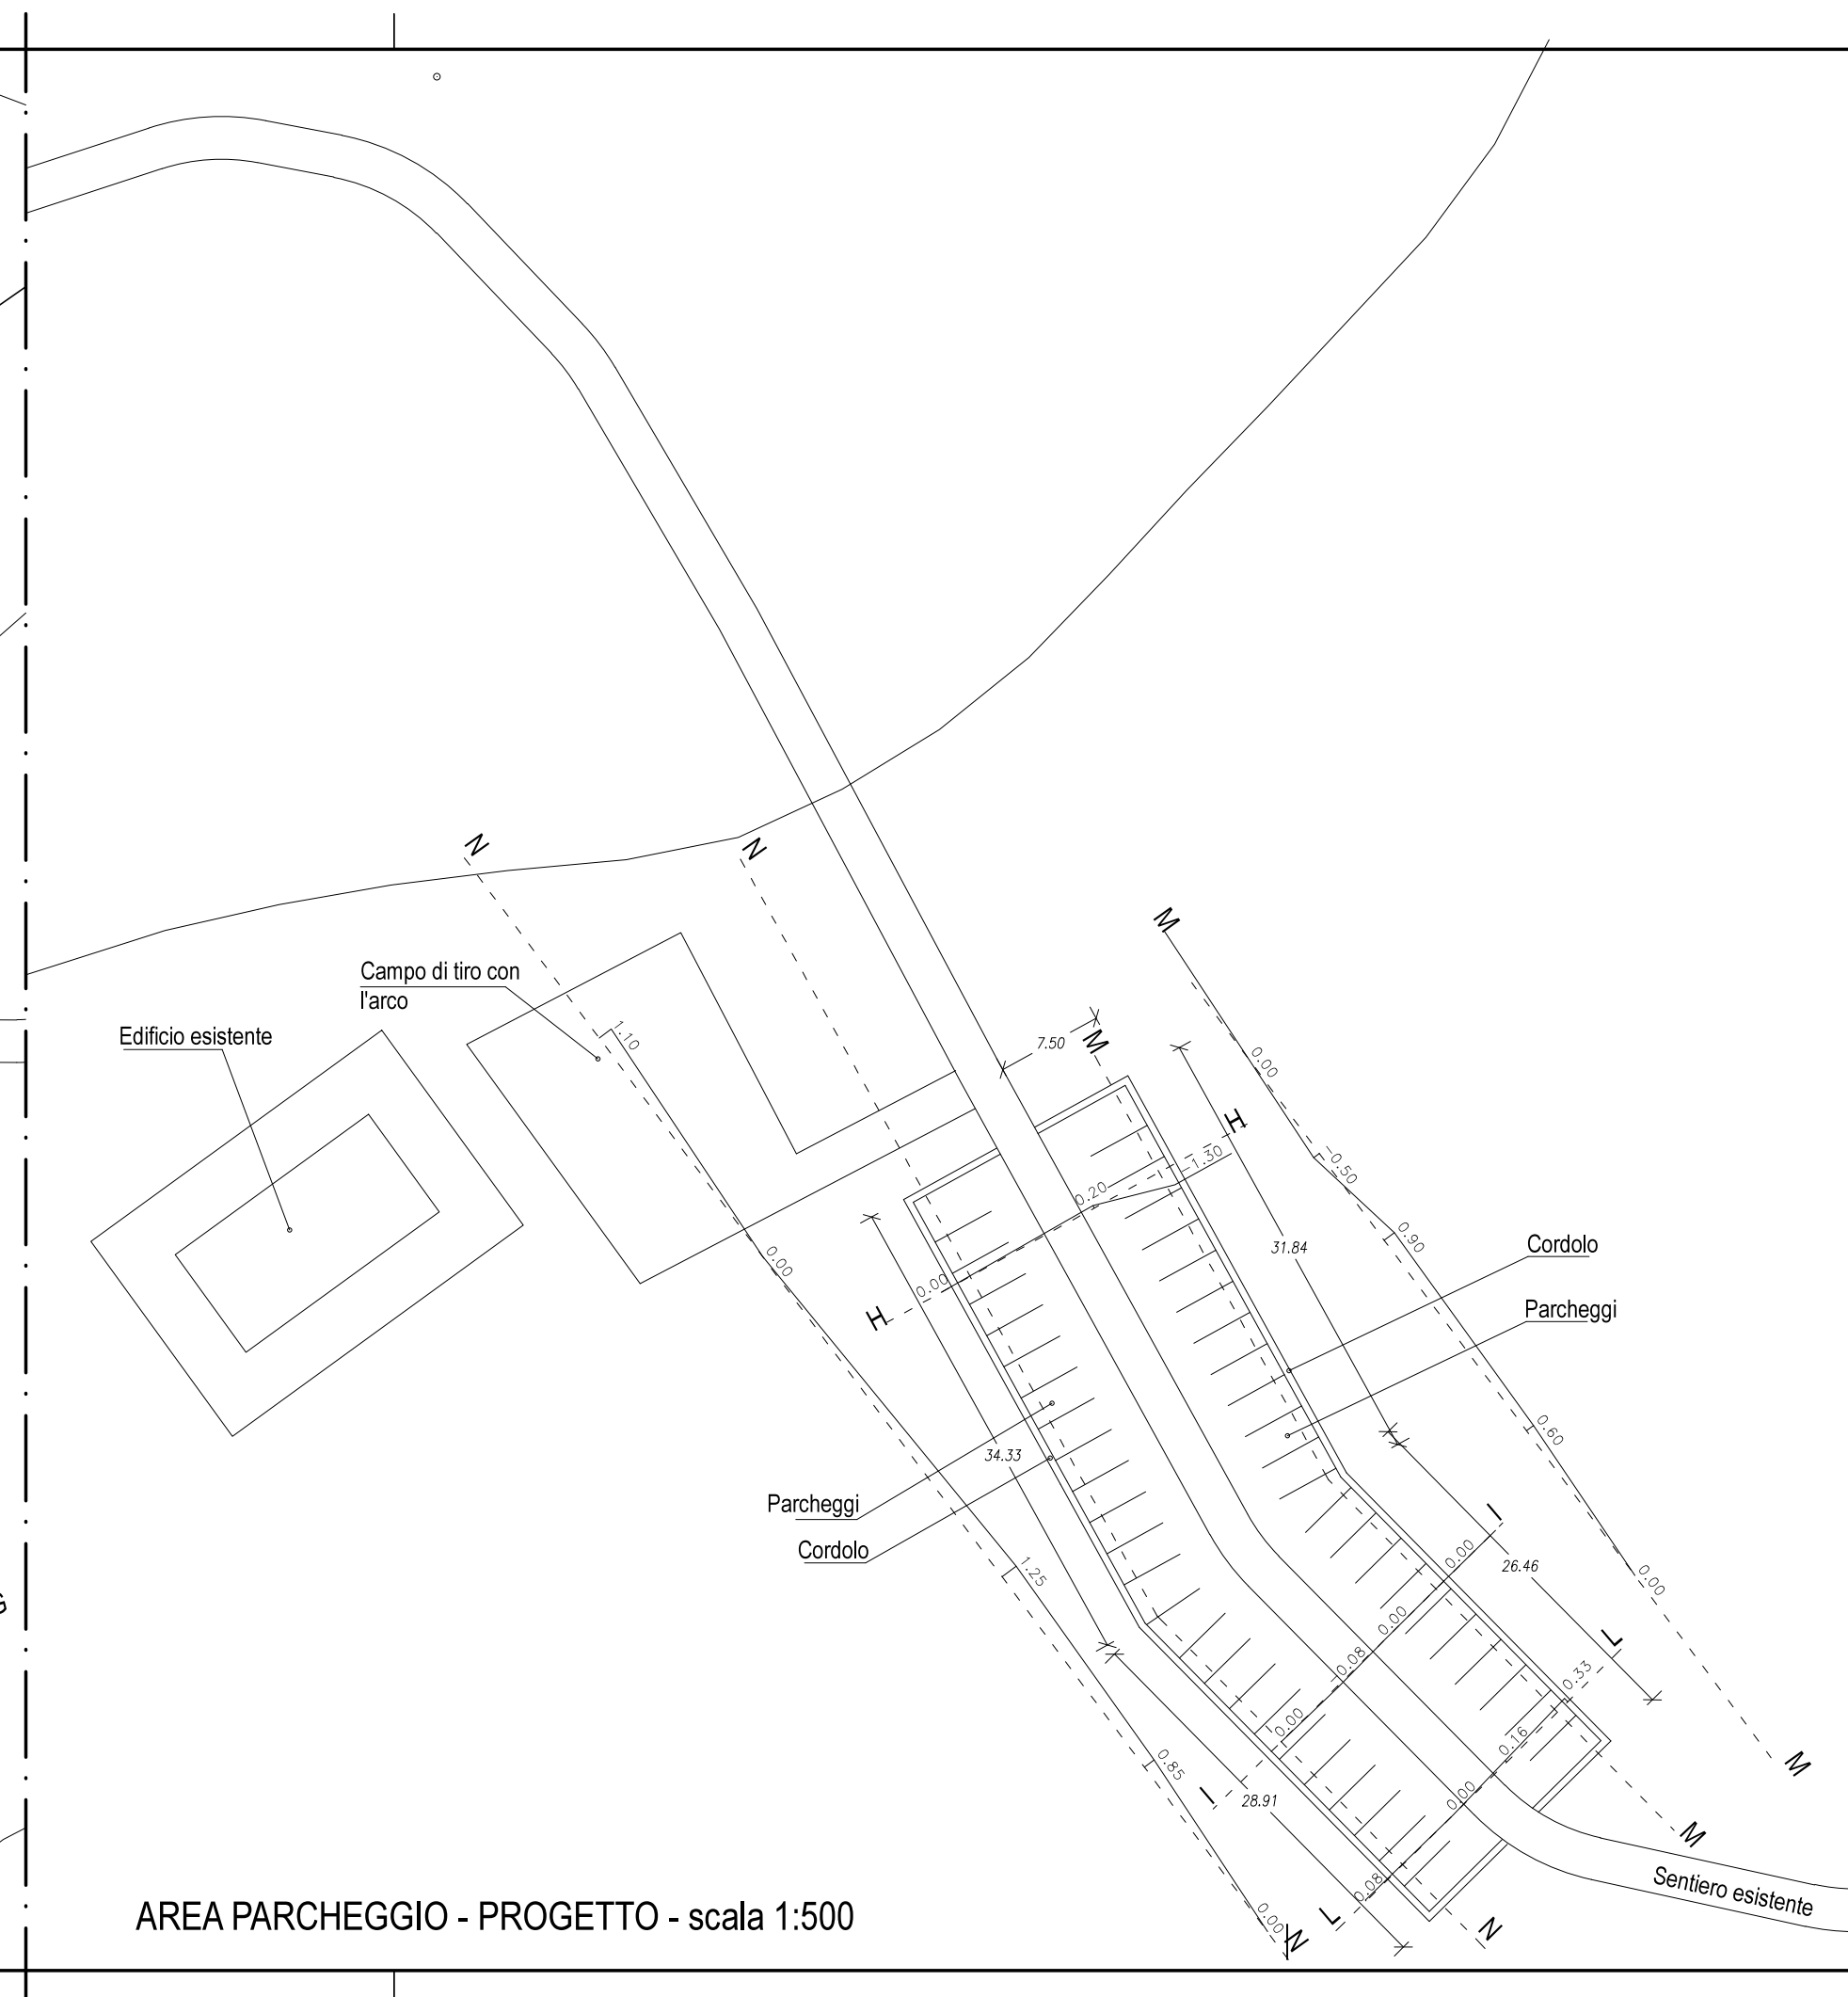 N
N
M
Campo di tiro con
l'arco
Edificio esistente
1.10
7.50
M
0.00
H
-0.50
-1.30
0.20
0.90
31.84
Cordolo
0.00
0.00
H
Parcheggi
0.60
34.33
Parcheggi
Cordolo
I
0.00
26.46
1.25
0.00
0.00
L
-0.08
0.33
0.00
0.16
0.85
M
I
28.91
0.00
M
Sentiero esistente
0.08
AREA PARCHEGGIO - PROGETTO - scala 1:500
0.00
L
N
N
G